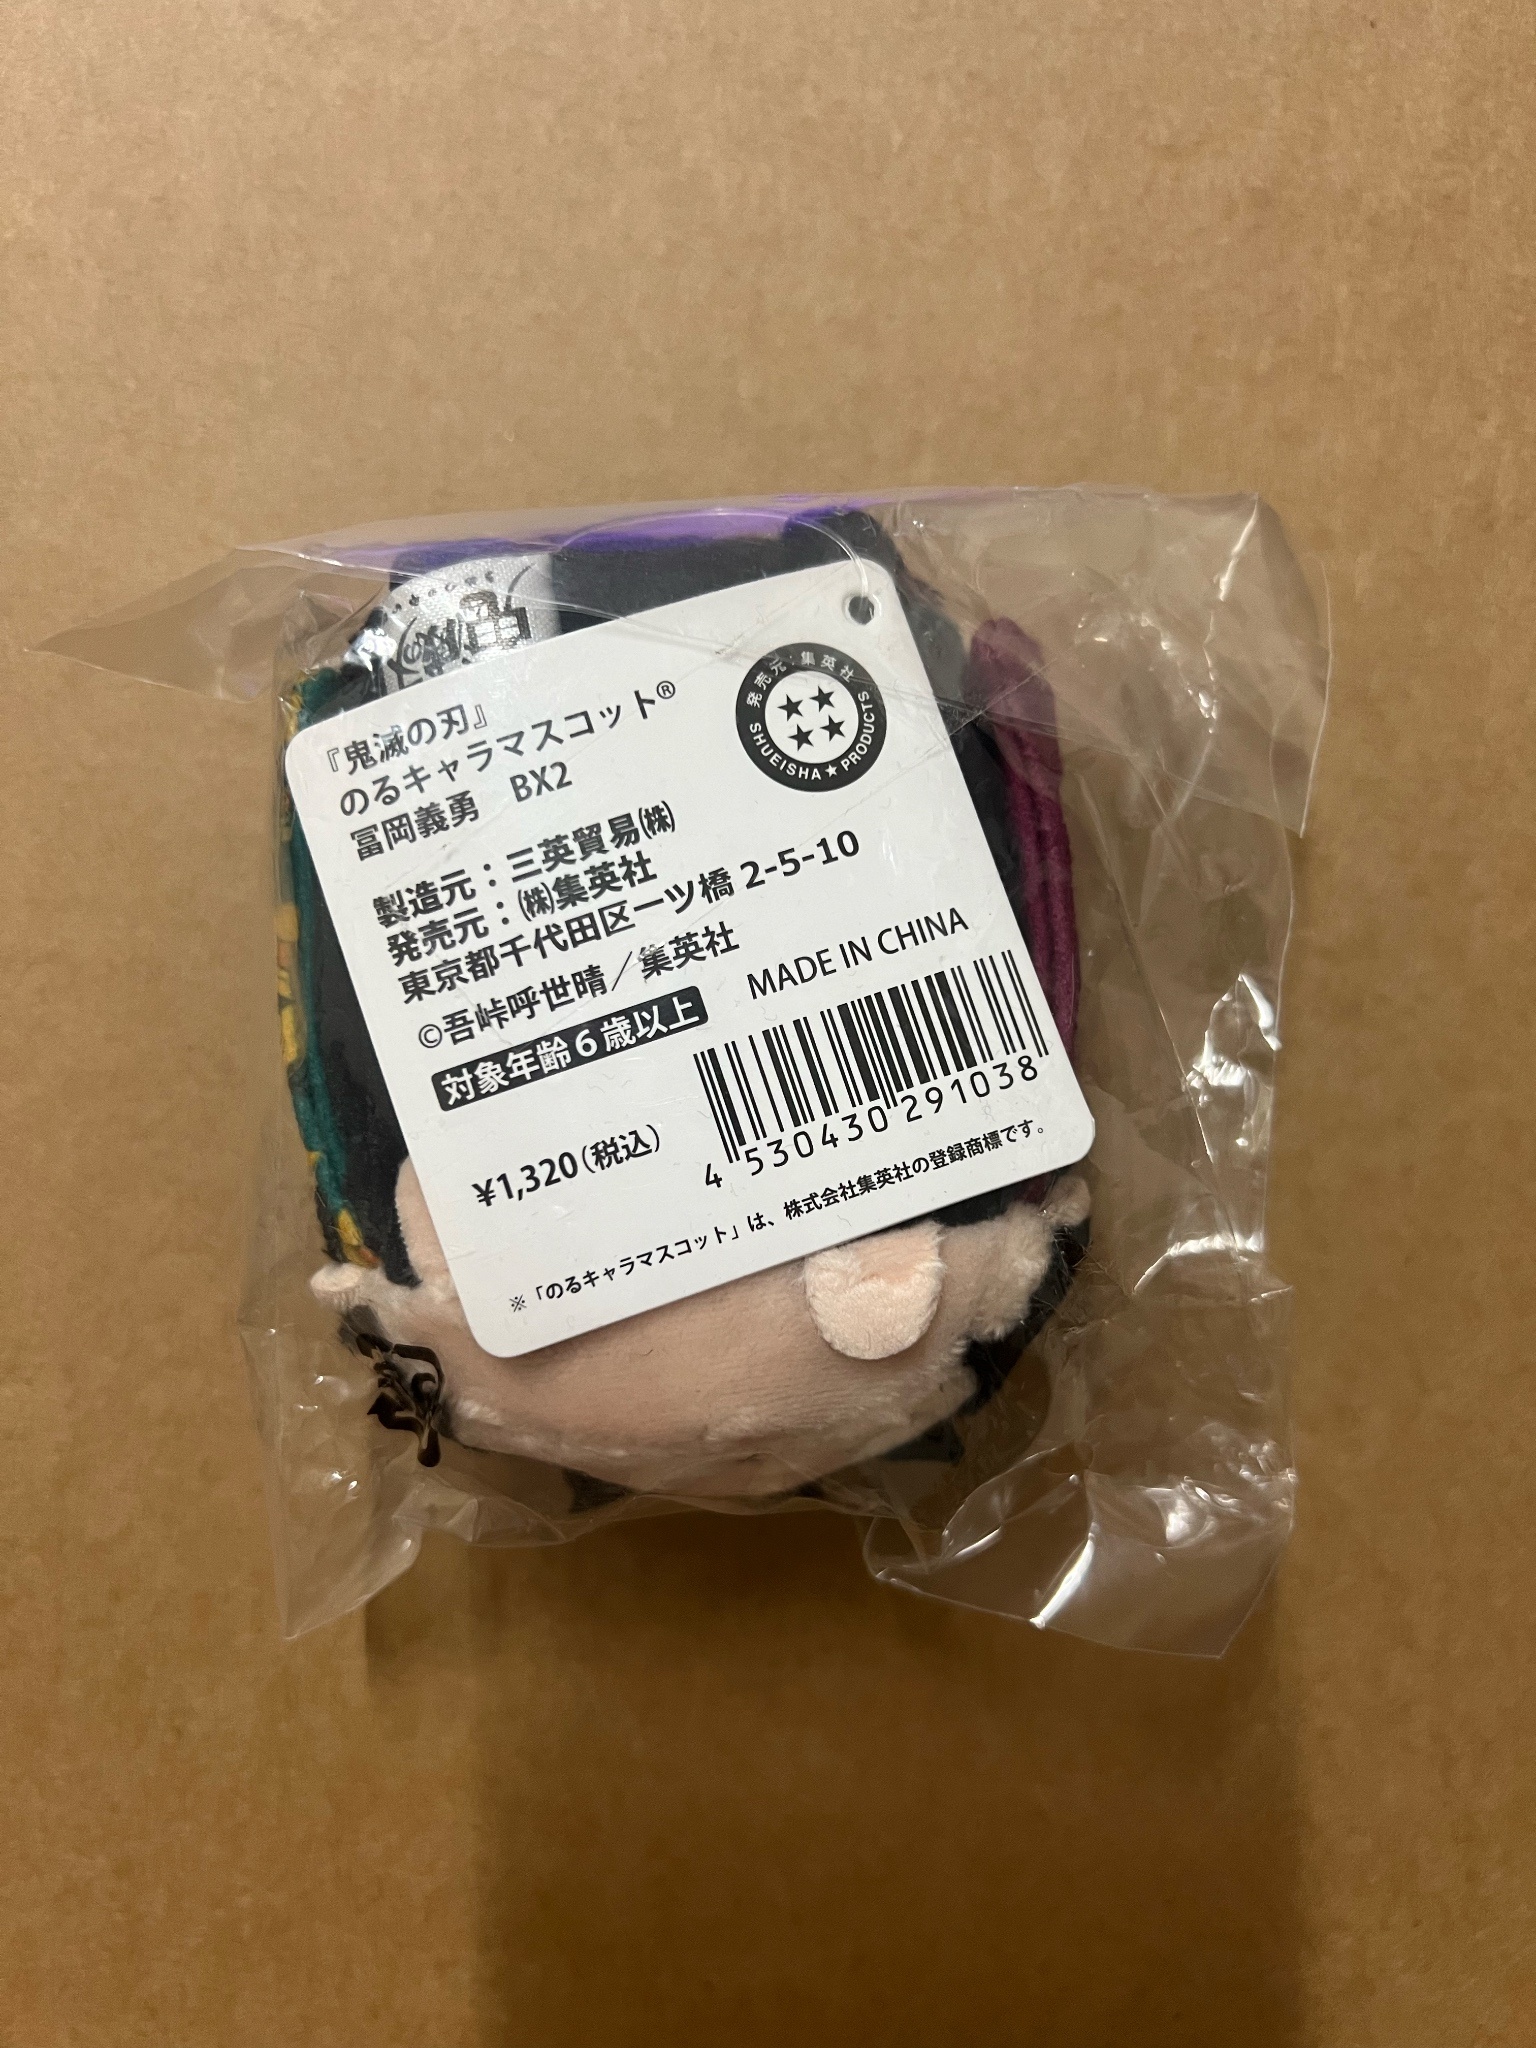 『鬼滅の刃』
のるキャラマスコット®
冨岡義勇　BX2
発売元：集英社
SHUEISHA★PRODUCTS
製造元：三英貿易㈱
発売元：㈱集英社
東京都千代田区一ツ橋 2-5-10
©吾峠呼世晴／集英社
MADE IN CHINA
対象年齢６歳以上
¥1,320（税込）
4 530430 291038
※「のるキャラマスコット」は、株式会社集英社の登録商標です。